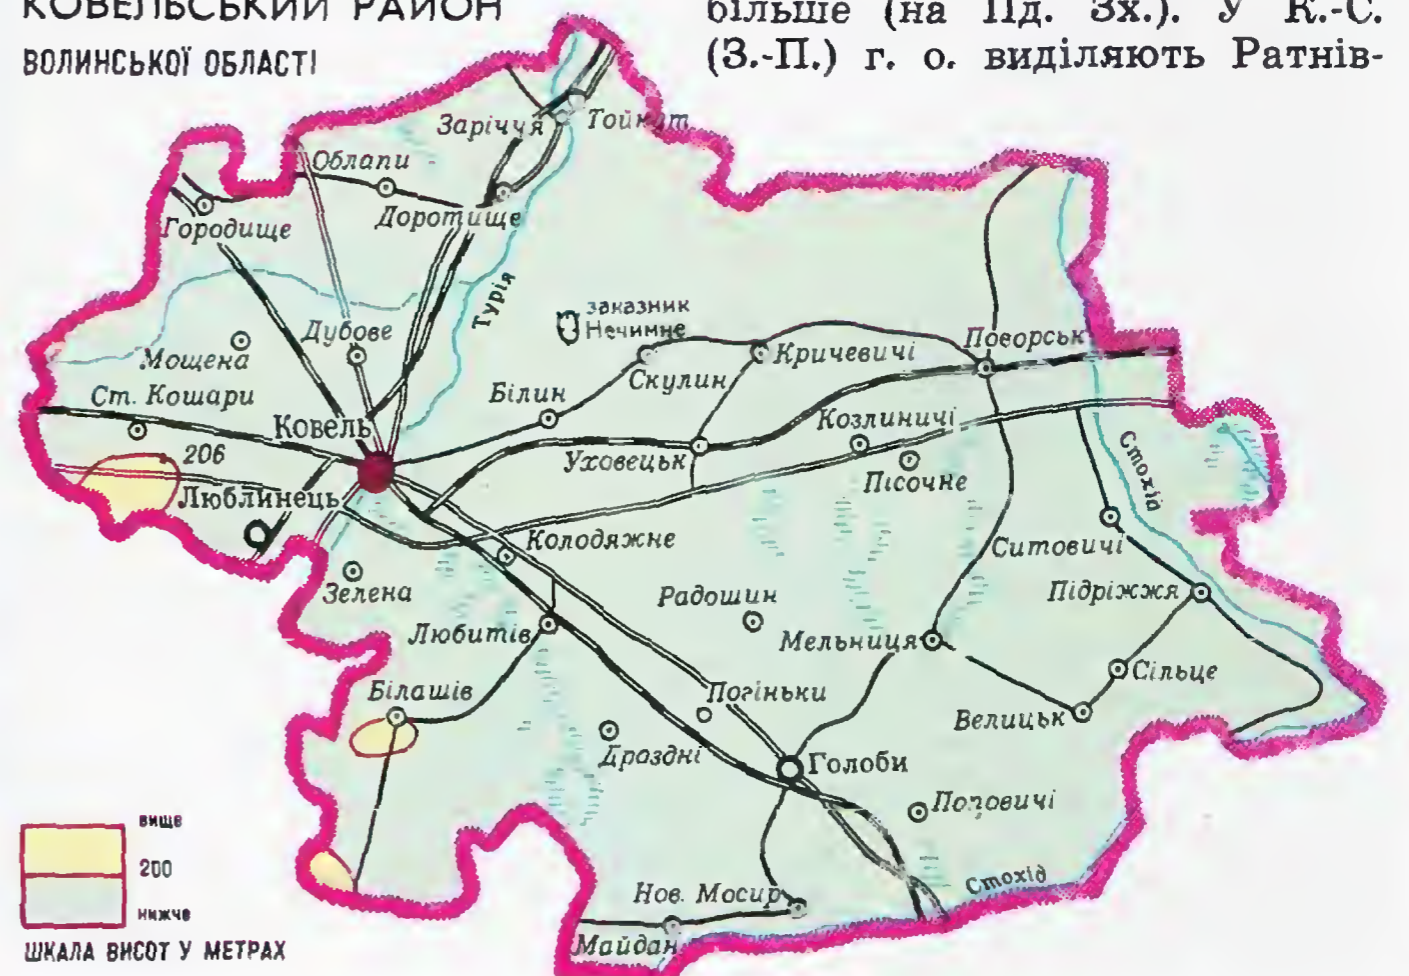 КОВЕЛЬСЬКИЙ РАЙОН
ВОЛИНСЬКОЇ ОБЛАСТІ
більше (на Пд. Зх.). У К.-С.
(З.-П.) г. о. виділяють Ратнів-
Заріччя
Тойкут
Облапи
Городище
Доротище
Турія
заказник
Нечимне
Дубове
Мощена
Ст. Кошари
Ковель
206
Люблинець
Білин
Скулин
Кричевичі
Поворськ
Уховецьк
Козлиничі
Пісочне
Стохід
Колодяжне
Зелена
Ситовичі
Радошин
Підріжжя
Любитів
Мельниця
Сільце
Білашів
Погіньки
Велицьк
Дроздні
Голоби
Поповичі
Стохід
Нов. Мосир
Майдан
вище
200
нижче
ШКАЛА ВИСОТ У МЕТРАХ